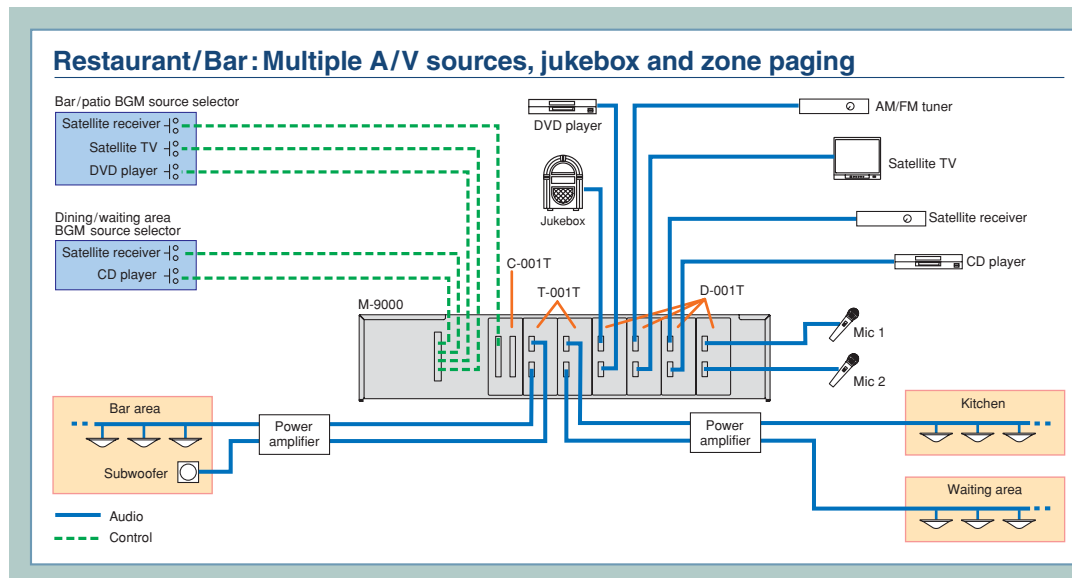 Restaurant/Bar: Multiple A/V sources, jukebox and zone paging
Bar/patio BGM source selector
Satellite receiver
Satellite TV
DVD player
Dining/waiting area
BGM source selector
Satellite receiver
CD player
DVD player
Jukebox
AM/FM tuner
Satellite TV
Satellite receiver
CD player
C-001T
T-001T
D-001T
M-9000
Mic 1
Mic 2
Bar area
Subwoofer
Power
amplifier
Power
amplifier
Kitchen
Waiting area
Audio
Control